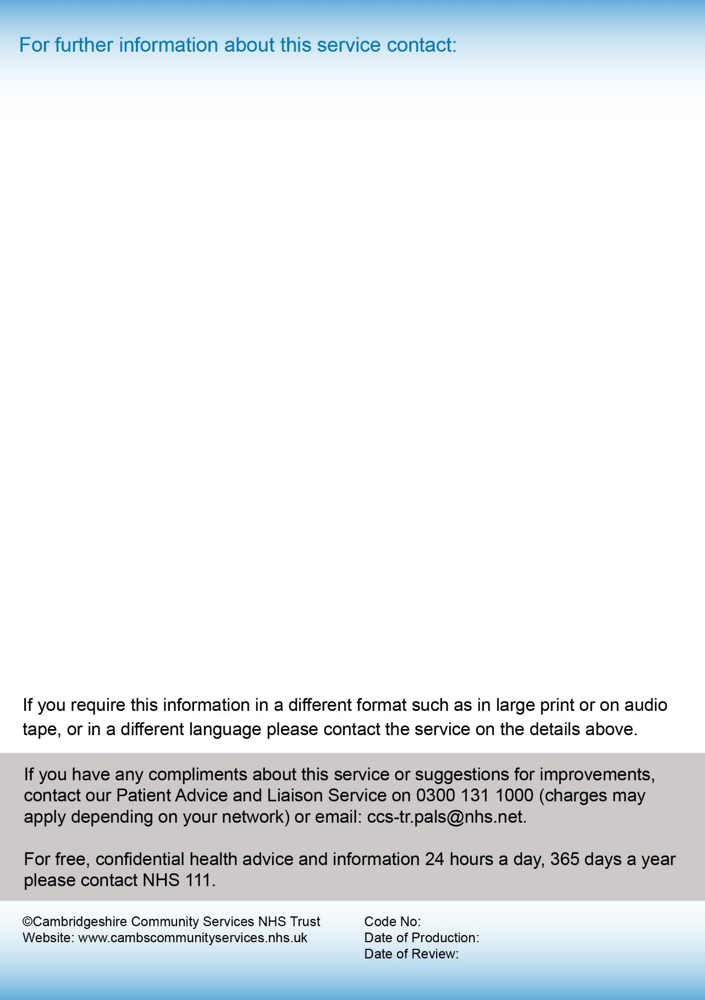 For further information about this service contact:
If you require this information in a different format such as in large print or on audio
tape, or in a different language please contact the service on the details above.
If you have any compliments about this service or suggestions for improvements,
contact our Patient Advice and Liaison Service on 0300 131 1000 (charges may
apply depending on your network) or email: ccs-tr.pals@nhs.net.
For free, confidential health advice and information 24 hours a day, 365 days a year
please contact NHS 111.
©Cambridgeshire Community Services NHS Trust
Website: www.cambscommunityservices.nhs.uk
Code No:
Date of Production:
Date of Review: